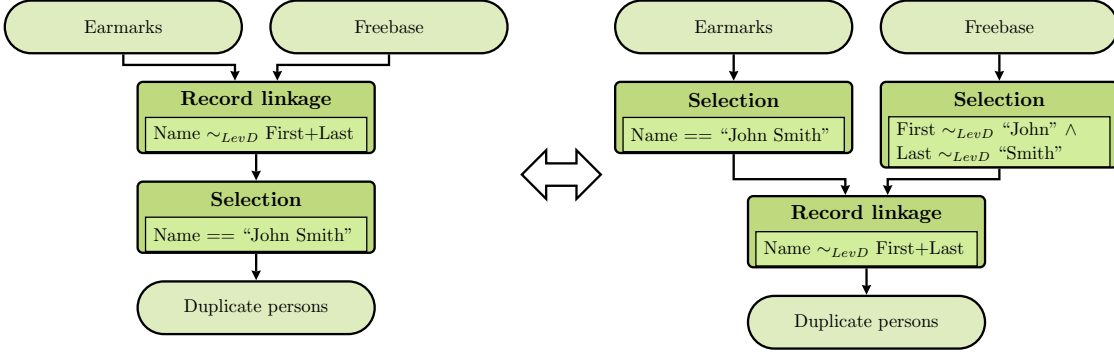 Earmarks
Freebase
Record linkage
Name ∼LevD First+Last
Selection
Name == “John Smith”
Duplicate persons
Earmarks
Freebase
Selection
Name == “John Smith”
Selection
First ∼LevD “John” ∧
Last ∼LevD “Smith”
Record linkage
Name ∼LevD First+Last
Duplicate persons